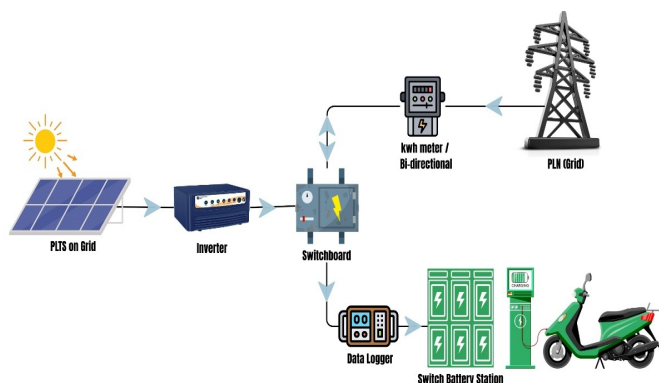 kwh meter /
Bi-directional
PLN (Grid)
PLTS on Grid
Inverter
Switchboard
CHARGING
Data Logger
Switch Battery Station